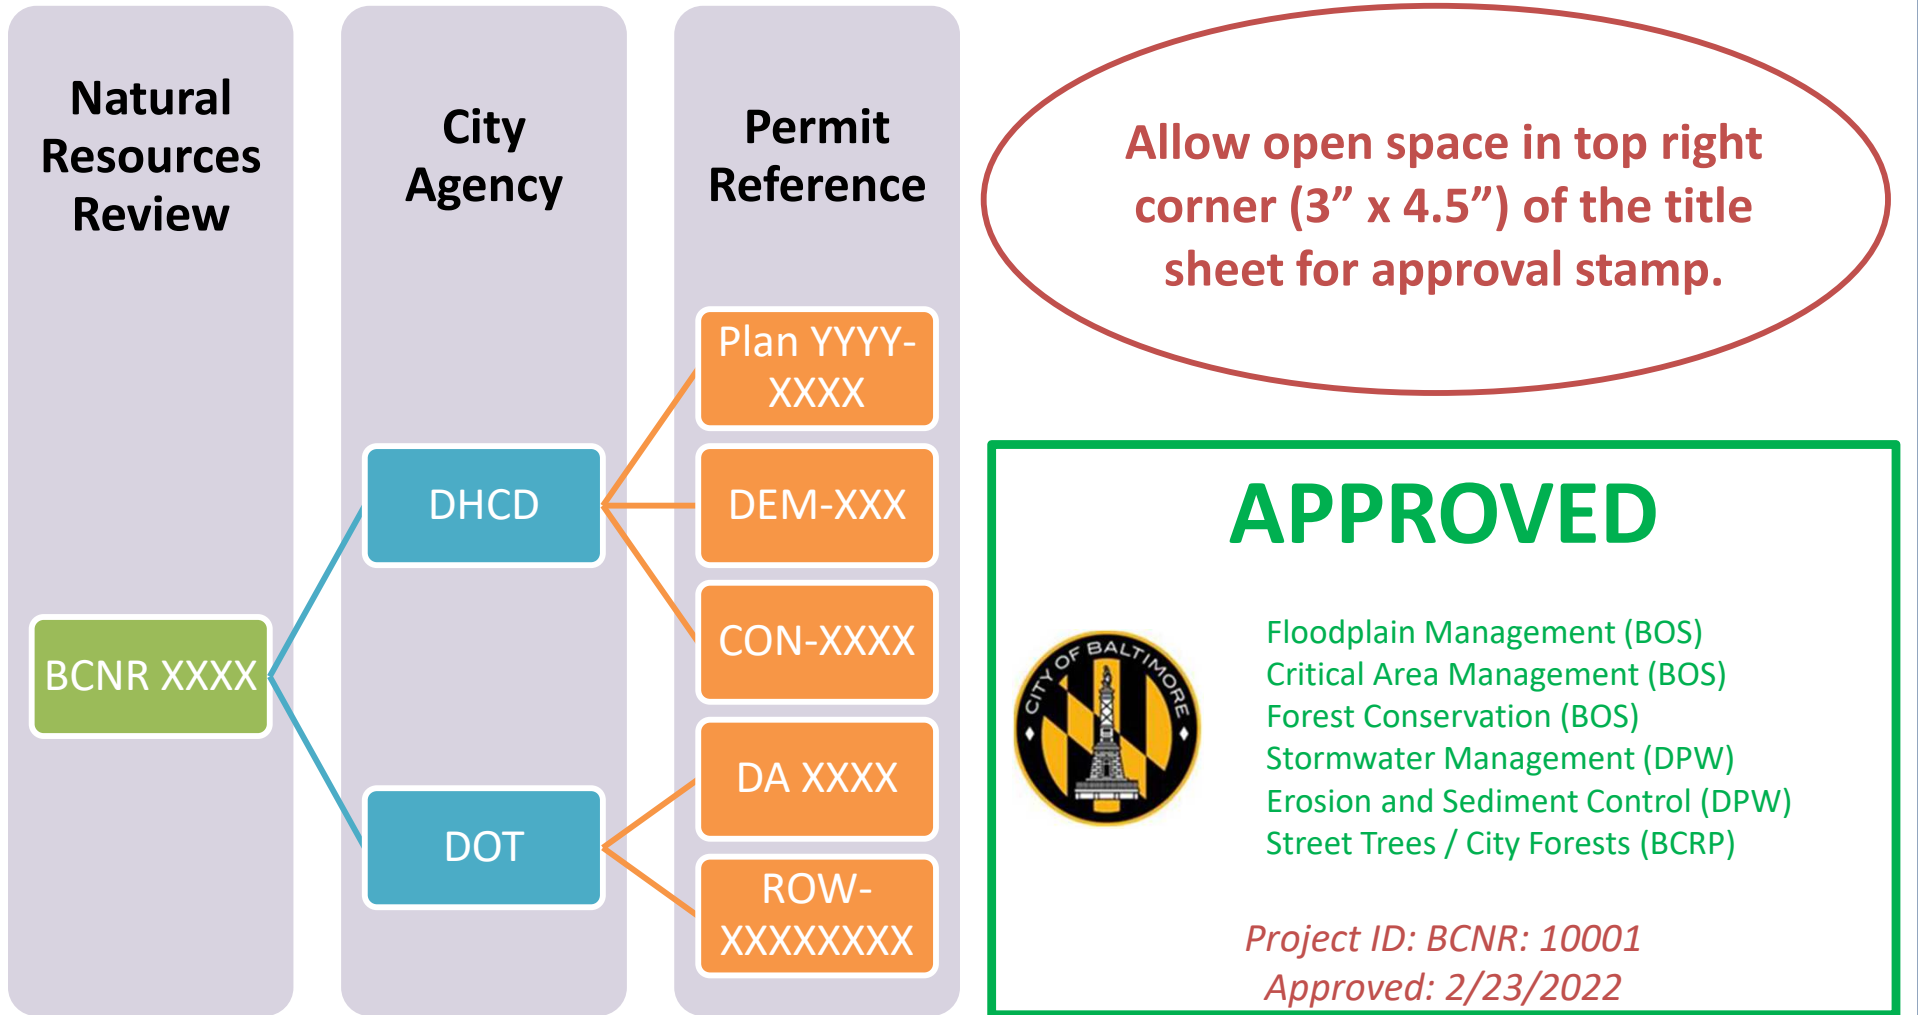 Natural
Resources
Review
City
Agency
Permit
Reference
BCNR XXXX
DHCD
DOT
Plan YYYY-
XXXX
DEM-XXX
CON-XXXX
DA XXXX
ROW-
XXXXXXXX
Allow open space in top right
corner (3” x 4.5”) of the title
sheet for approval stamp.
APPROVED
CITY OF BALTIMORE
Floodplain Management (BOS)
Critical Area Management (BOS)
Forest Conservation (BOS)
Stormwater Management (DPW)
Erosion and Sediment Control (DPW)
Street Trees / City Forests (BCRP)
Project ID: BCNR: 10001
Approved: 2/23/2022